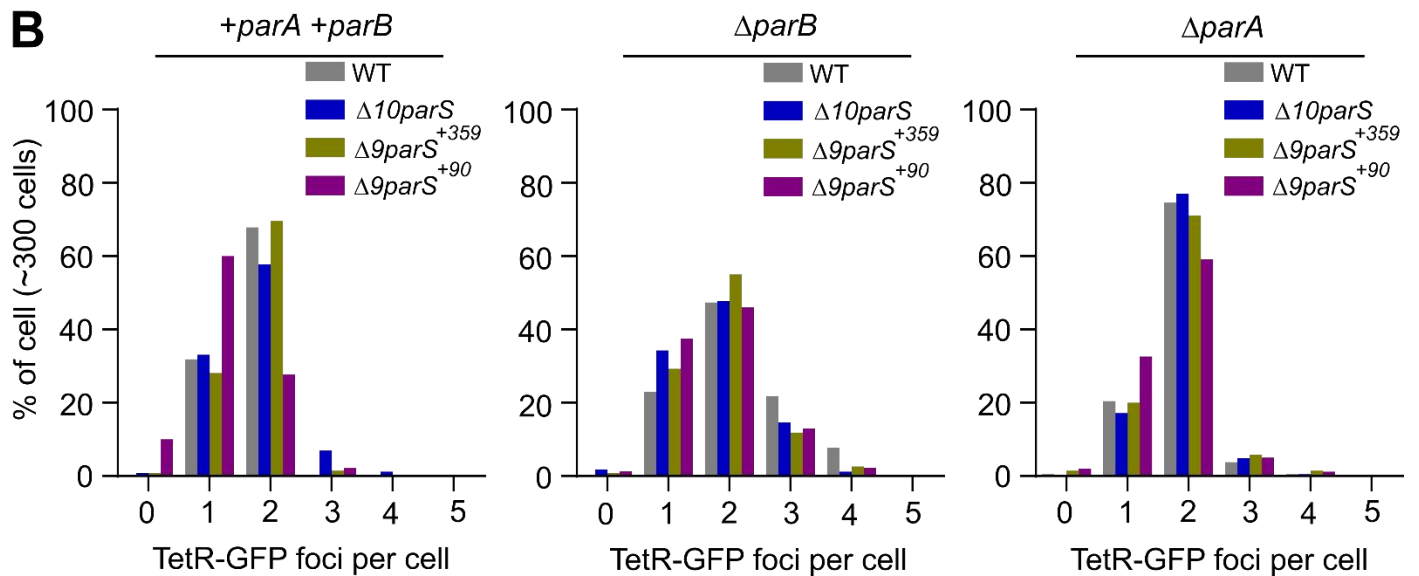 B
+parA +parB
WT
Δ10parS
Δ9parS+359
Δ9parS+90
% of cell (~300 cells)
100
80
60
40
20
0
0 1 2 3 4 5
TetR-GFP foci per cell
ΔparB
WT
Δ10parS
Δ9parS+359
Δ9parS+90
100
80
60
40
20
0
0 1 2 3 4 5
TetR-GFP foci per cell
ΔparA
WT
Δ10parS
Δ9parS+359
Δ9parS+90
100
80
60
40
20
0
0 1 2 3 4 5
TetR-GFP foci per cell